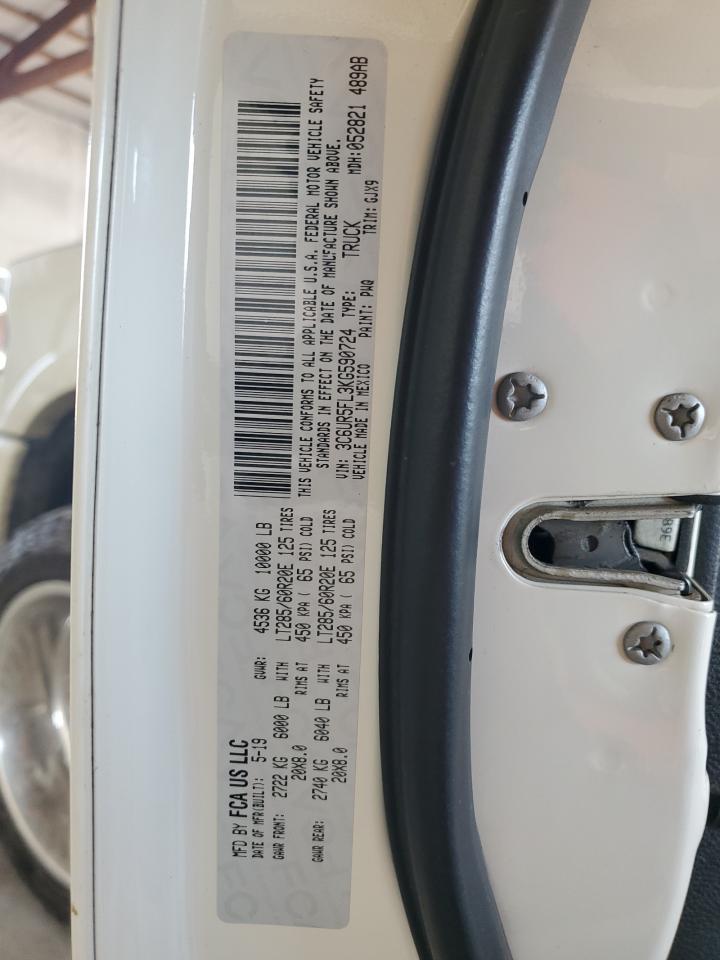 MFD BY FCA US LLC
DATE OF MFR(BUILT): 5-19 GVWR: 4536 KG 10000 LB
GAWR FRONT: 2722 KG 6000 LB WITH LT285/60R20E 125 TIRES
20X8.0 RIMS AT 450 KPA ( 65 PSI) COLD
GAWR REAR: 2740 KG 6040 LB WITH LT285/60R20E 125 TIRES
20X8.0 RIMS AT 450 KPA ( 65 PSI) COLD
THIS VEHICLE CONFORMS TO ALL APPLICABLE U.S.A. FEDERAL MOTOR VEHICLE SAFETY
STANDARDS IN EFFECT ON THE DATE OF MANUFACTURE SHOWN ABOVE.
VIN: 3C6UR5FL3KG590724 TYPE: TRUCK MDH:052821 489AB
VEHICLE MADE IN MEXICO PAINT: PWQ TRIM: GJX9
368